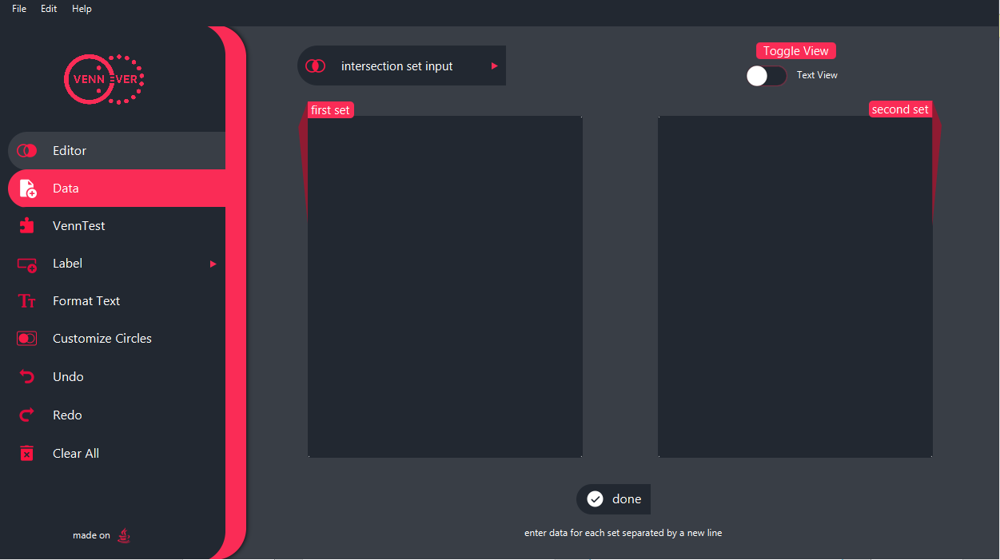 File Edit Help
VENN EVER
Editor
Data
VennTest
Label
Format Text
Customize Circles
Undo
Redo
Clear All
made on
intersection set input
Toggle View
Text View
first set
second set
done
enter data for each set separated by a new line